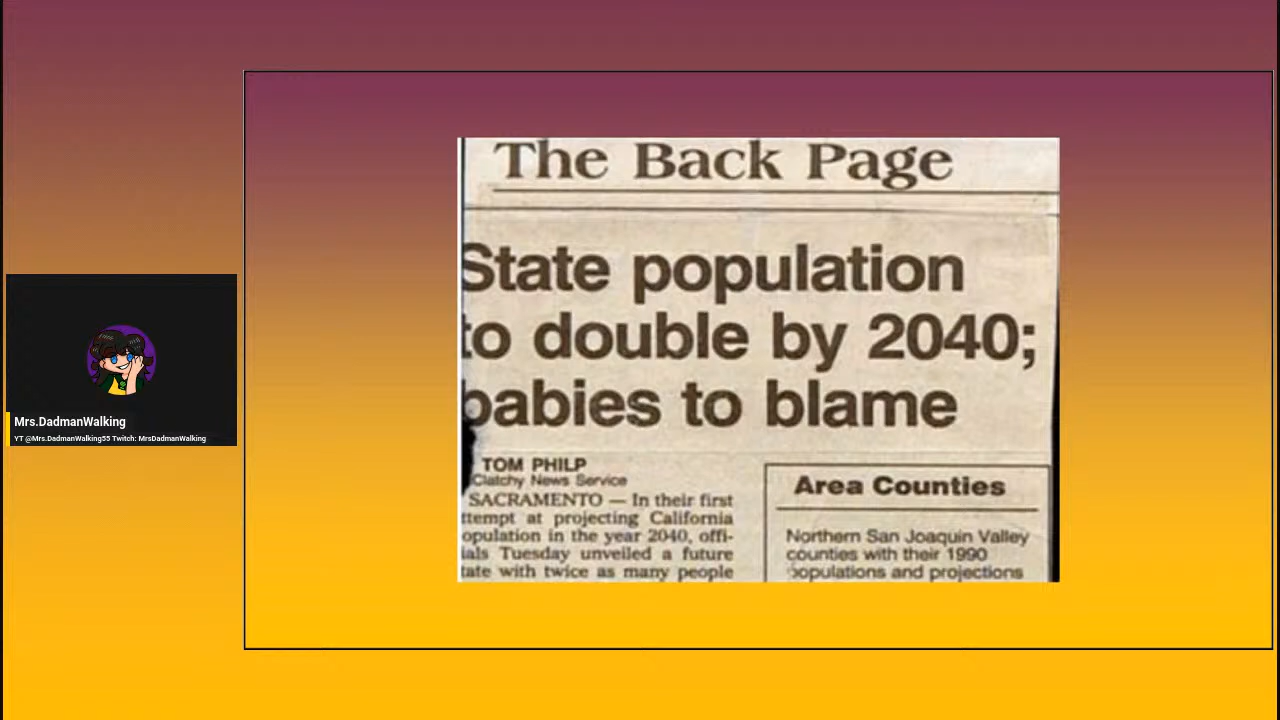 The Back Page
State population
to double by 2040;
babies to blame
TOM PHILP
Clatchy News Service
SACRAMENTO — In their first
ttempt at projecting California
opulation in the year 2040, offi-
ials Tuesday unveiled a future
tate with twice as many people
Area Counties
Northern San Joaquin Valley
counties with their 1990
populations and projections
Mrs.DadmanWalking
YT @Mrs.DadmanWalking55 Twitch: MrsDadmanWalking